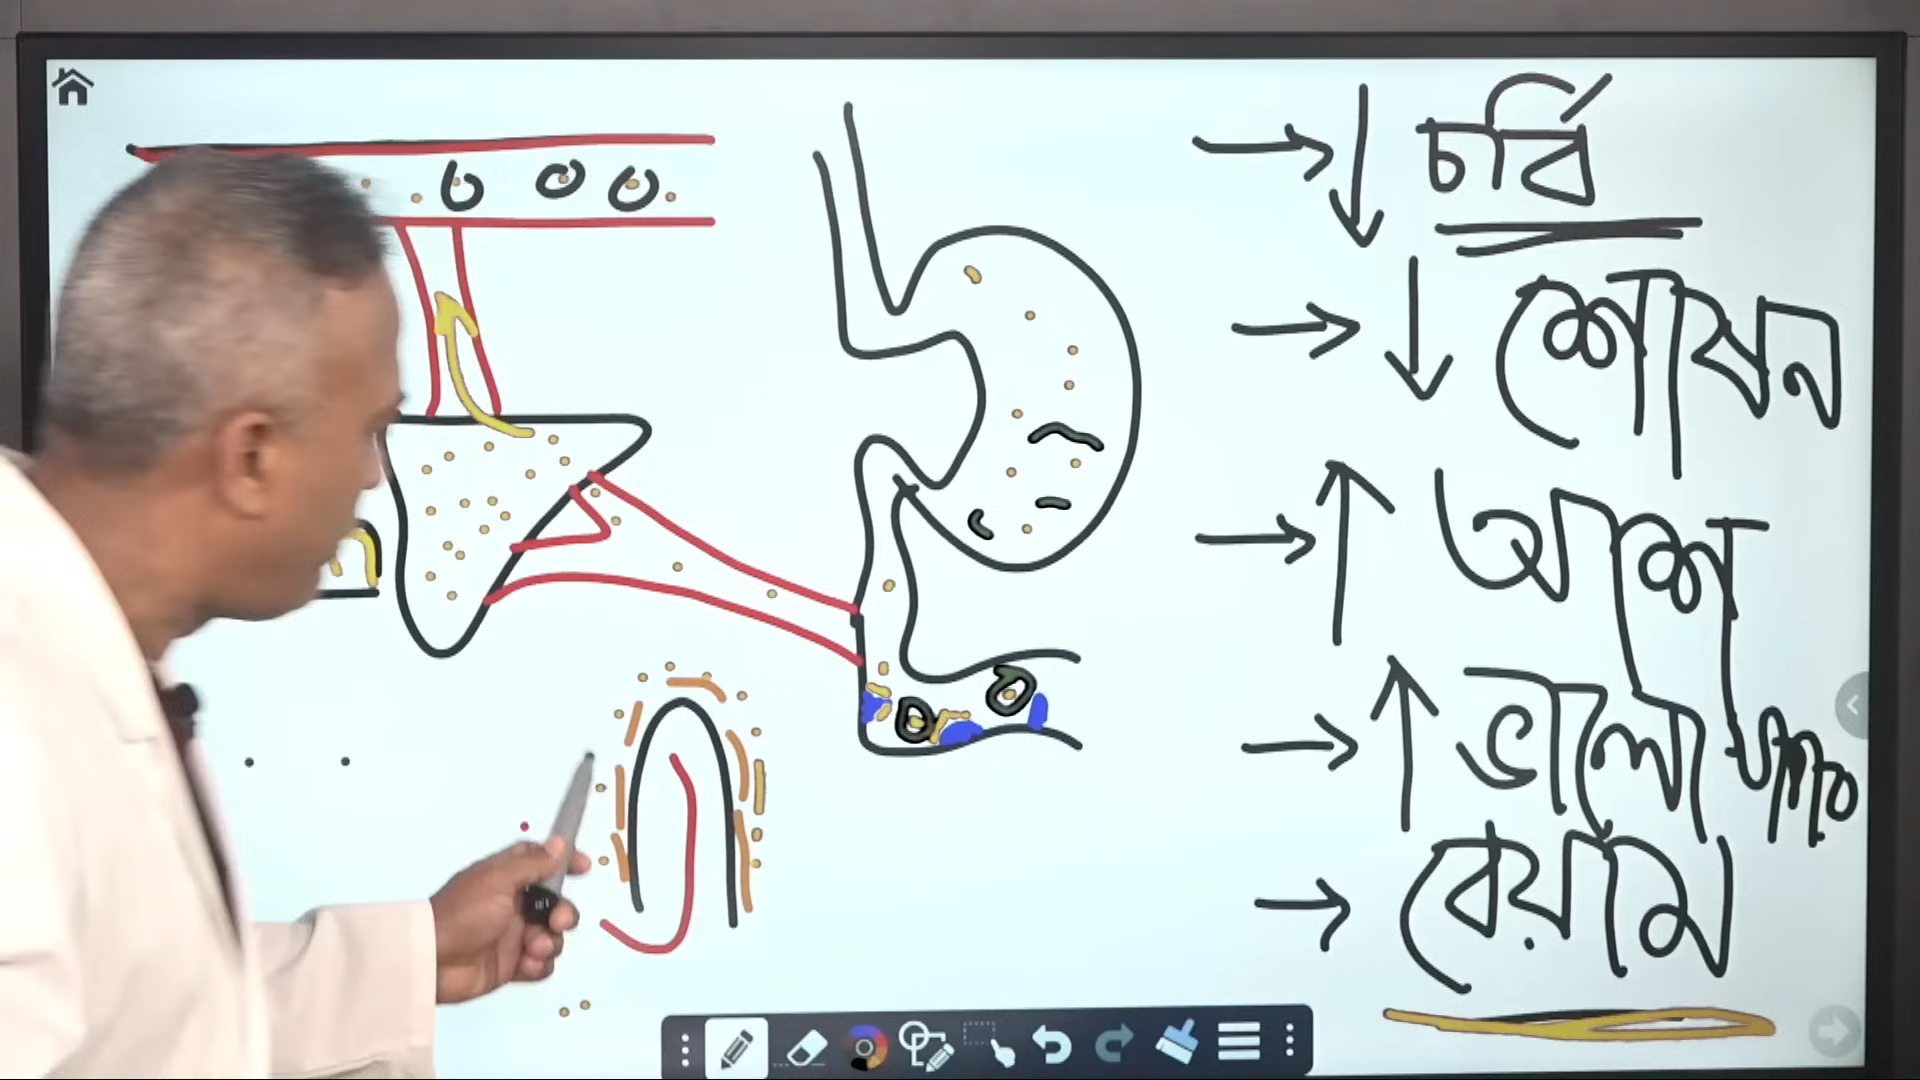 চর্বি
শোষন
আশ
ভালো
বেয়াম